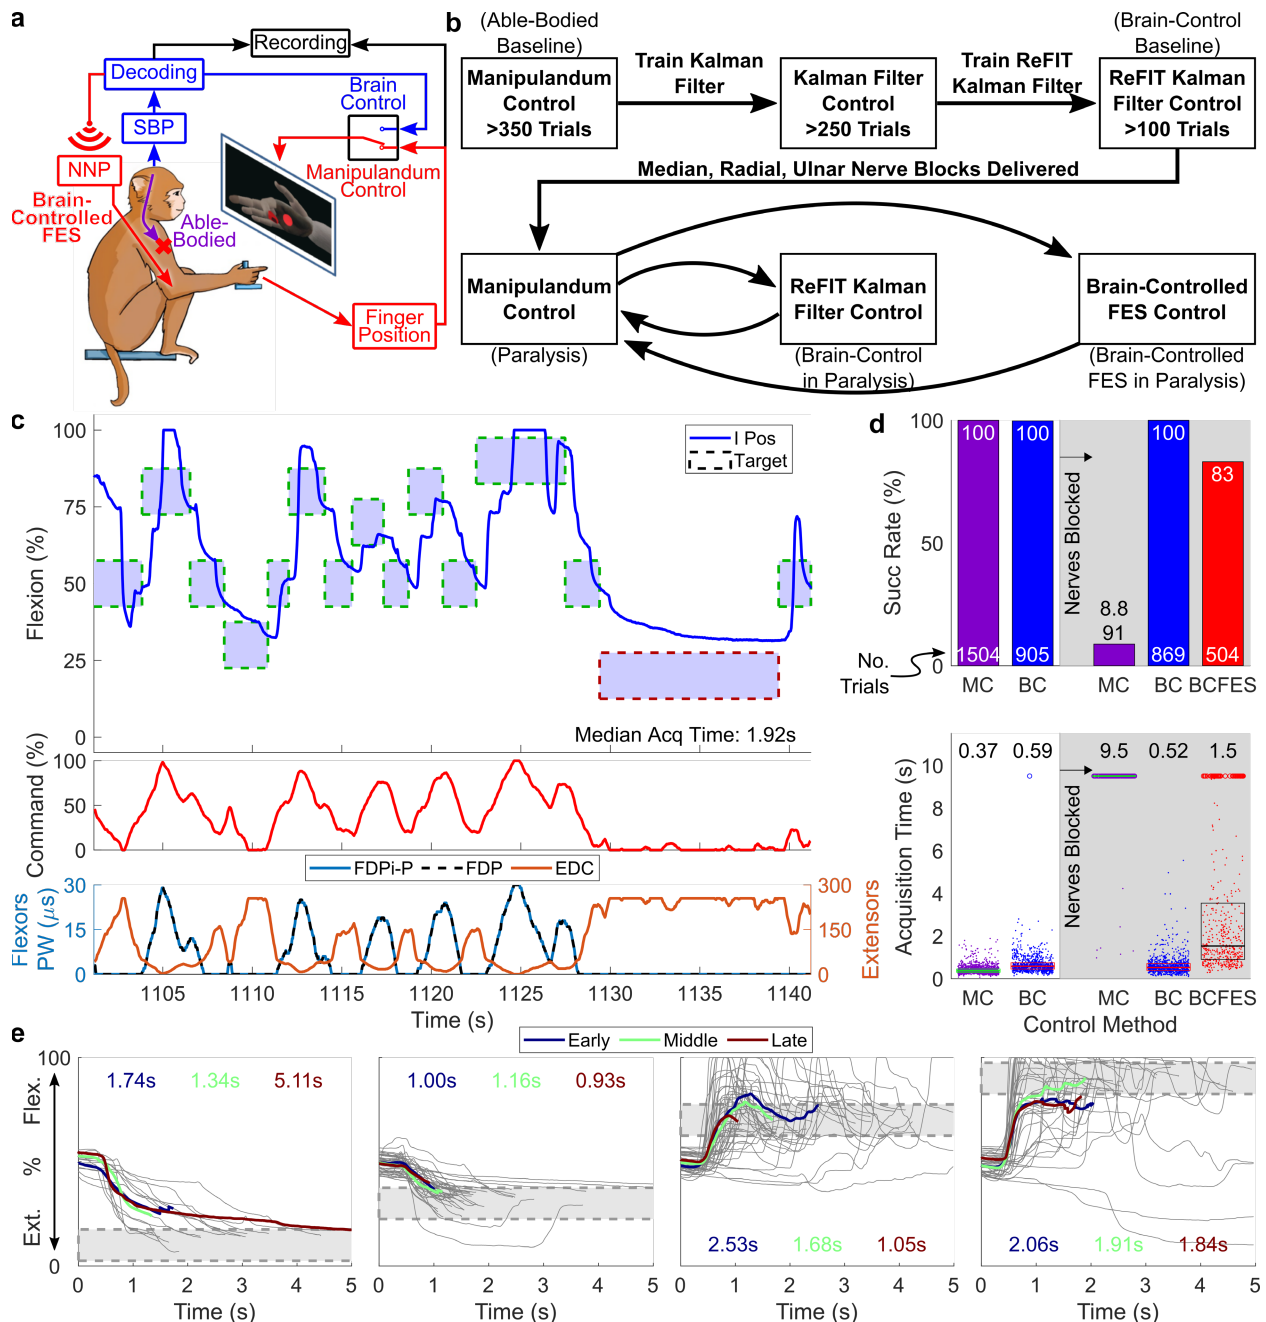 a
Recording
Decoding
Brain
Control
SBP
NNP
Manipulandum
Control
Brain-
Controlled
FES
Able-
Bodied
Finger
Position
b
(Able-Bodied
Baseline)
(Brain-Control
Baseline)
Manipulandum
Control
>350 Trials
Train Kalman
Filter
Kalman Filter
Control
>250 Trials
Train ReFIT
Kalman Filter
ReFIT Kalman
Filter Control
>100 Trials
Median, Radial, Ulnar Nerve Blocks Delivered
Manipulandum
Control
(Paralysis)
ReFIT Kalman
Filter Control
(Brain-Control
in Paralysis)
Brain-Controlled
FES Control
(Brain-Controlled
FES in Paralysis)
c
100
75
50
25
0
Flexion (%)
I Pos
Target
Median Acq Time: 1.92s
100
50
0
Command (%)
FDPi-P FDP EDC
30
15
0
Flexors
PW (μs)
300
150
0
Extensors
1105 1110 1115 1120 1125 1130 1135 1140
Time (s)
d
100
50
0
Succ Rate (%)
100 100 100
83
8.8
91
1504 905 869 504
Nerves Blocked
No.
Trials
MC BC MC BC BCFES
10
8
6
4
2
0
Acquisition Time (s)
0.37 0.59 9.5 0.52 1.5
Nerves Blocked
MC BC MC BC BCFES
Control Method
e
Early Middle Late
100
0
Flex.
%
Ext.
1.74s 1.34s 5.11s
0 1 2 3 4 5
Time (s)
1.00s 1.16s 0.93s
0 1 2 3 4 5
Time (s)
2.53s 1.68s 1.05s
0 1 2 3 4 5
Time (s)
2.06s 1.91s 1.84s
0 1 2 3 4 5
Time (s)